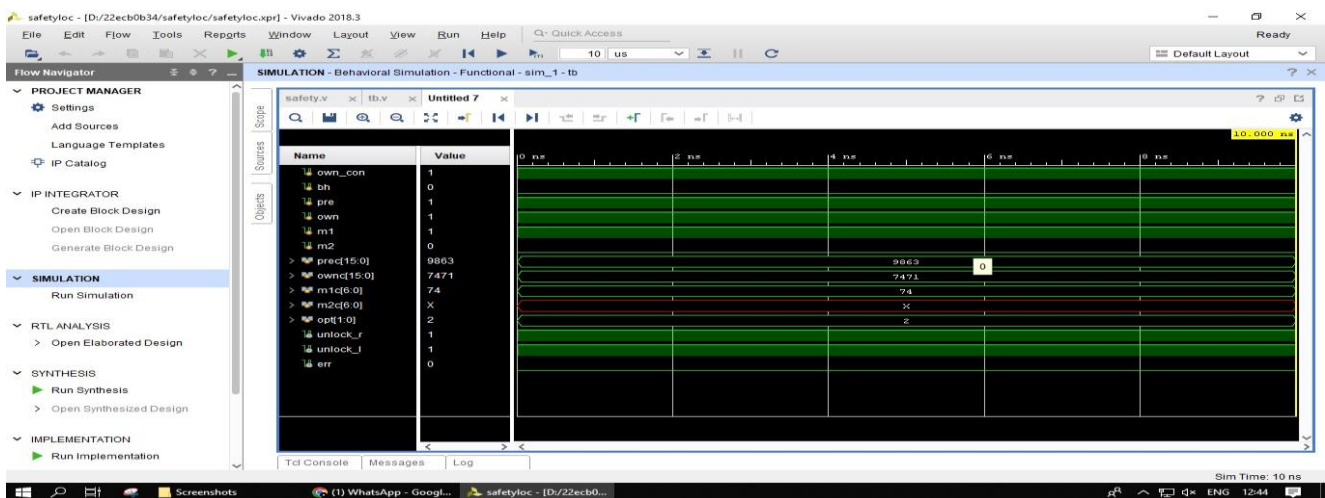 safetyloc - [D:/22ecb0b34/safetyloc/safetyloc.xpr] - Vivado 2018.3
File Edit Flow Tools Reports Window Layout View Run Help Q- Quick Access Ready
10 us Default Layout
Flow Navigator
SIMULATION - Behavioral Simulation - Functional - sim_1 - tb
PROJECT MANAGER
Settings
Add Sources
Language Templates
IP Catalog
IP INTEGRATOR
Create Block Design
Open Block Design
Generate Block Design
SIMULATION
Run Simulation
RTL ANALYSIS
Open Elaborated Design
SYNTHESIS
Run Synthesis
Open Synthesized Design
IMPLEMENTATION
Run Implementation
Scope
Sources
Objects
safety.v tb.v Untitled 7
10.000 ns
Name Value 0 ns 2 ns 4 ns 6 ns 8 ns
own_con 1
bh 0
pre 1
own 1
m1 1
m2 0
prec[15:0] 9863 9863
0
ownc[15:0] 7471 7471
m1c[6:0] 74 74
m2c[6:0] X X
opt[1:0] 2 2
unlock_r 1
unlock_l 1
err 0
Tcl Console Messages Log
Sim Time: 10 ns
Screenshots (1) WhatsApp - Googl... safetyloc - [D:/22ecb0... ENG 12:44